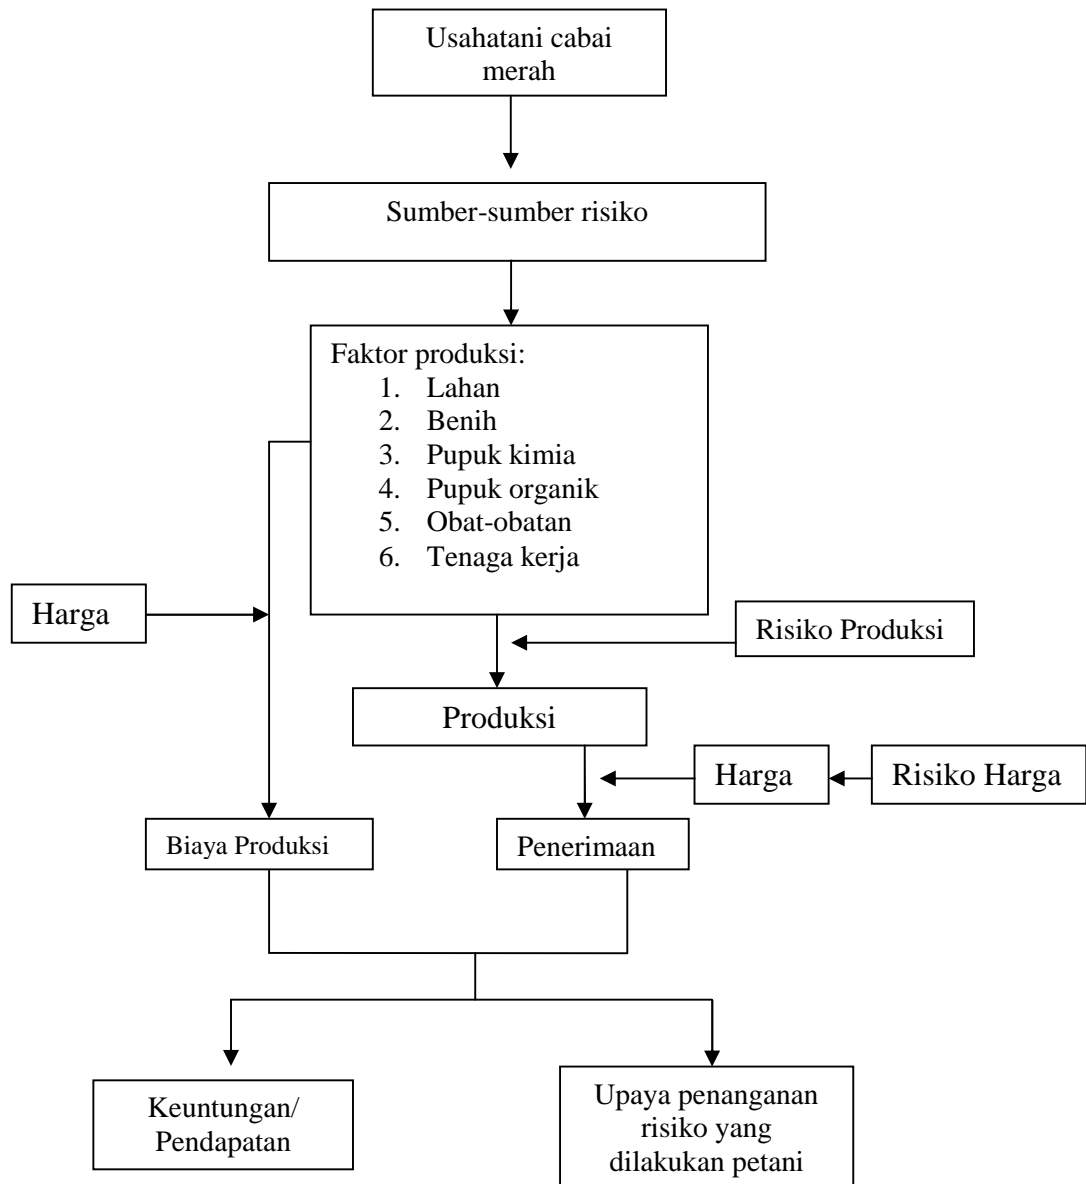 Usahatani cabai
merah
Sumber-sumber risiko
Faktor produksi:
1. Lahan
2. Benih
3. Pupuk kimia
4. Pupuk organik
5. Obat-obatan
6. Tenaga kerja
Harga
Risiko Produksi
Produksi
Harga
Risiko Harga
Biaya Produksi
Penerimaan
Keuntungan/
Pendapatan
Upaya penanganan
risiko yang
dilakukan petani